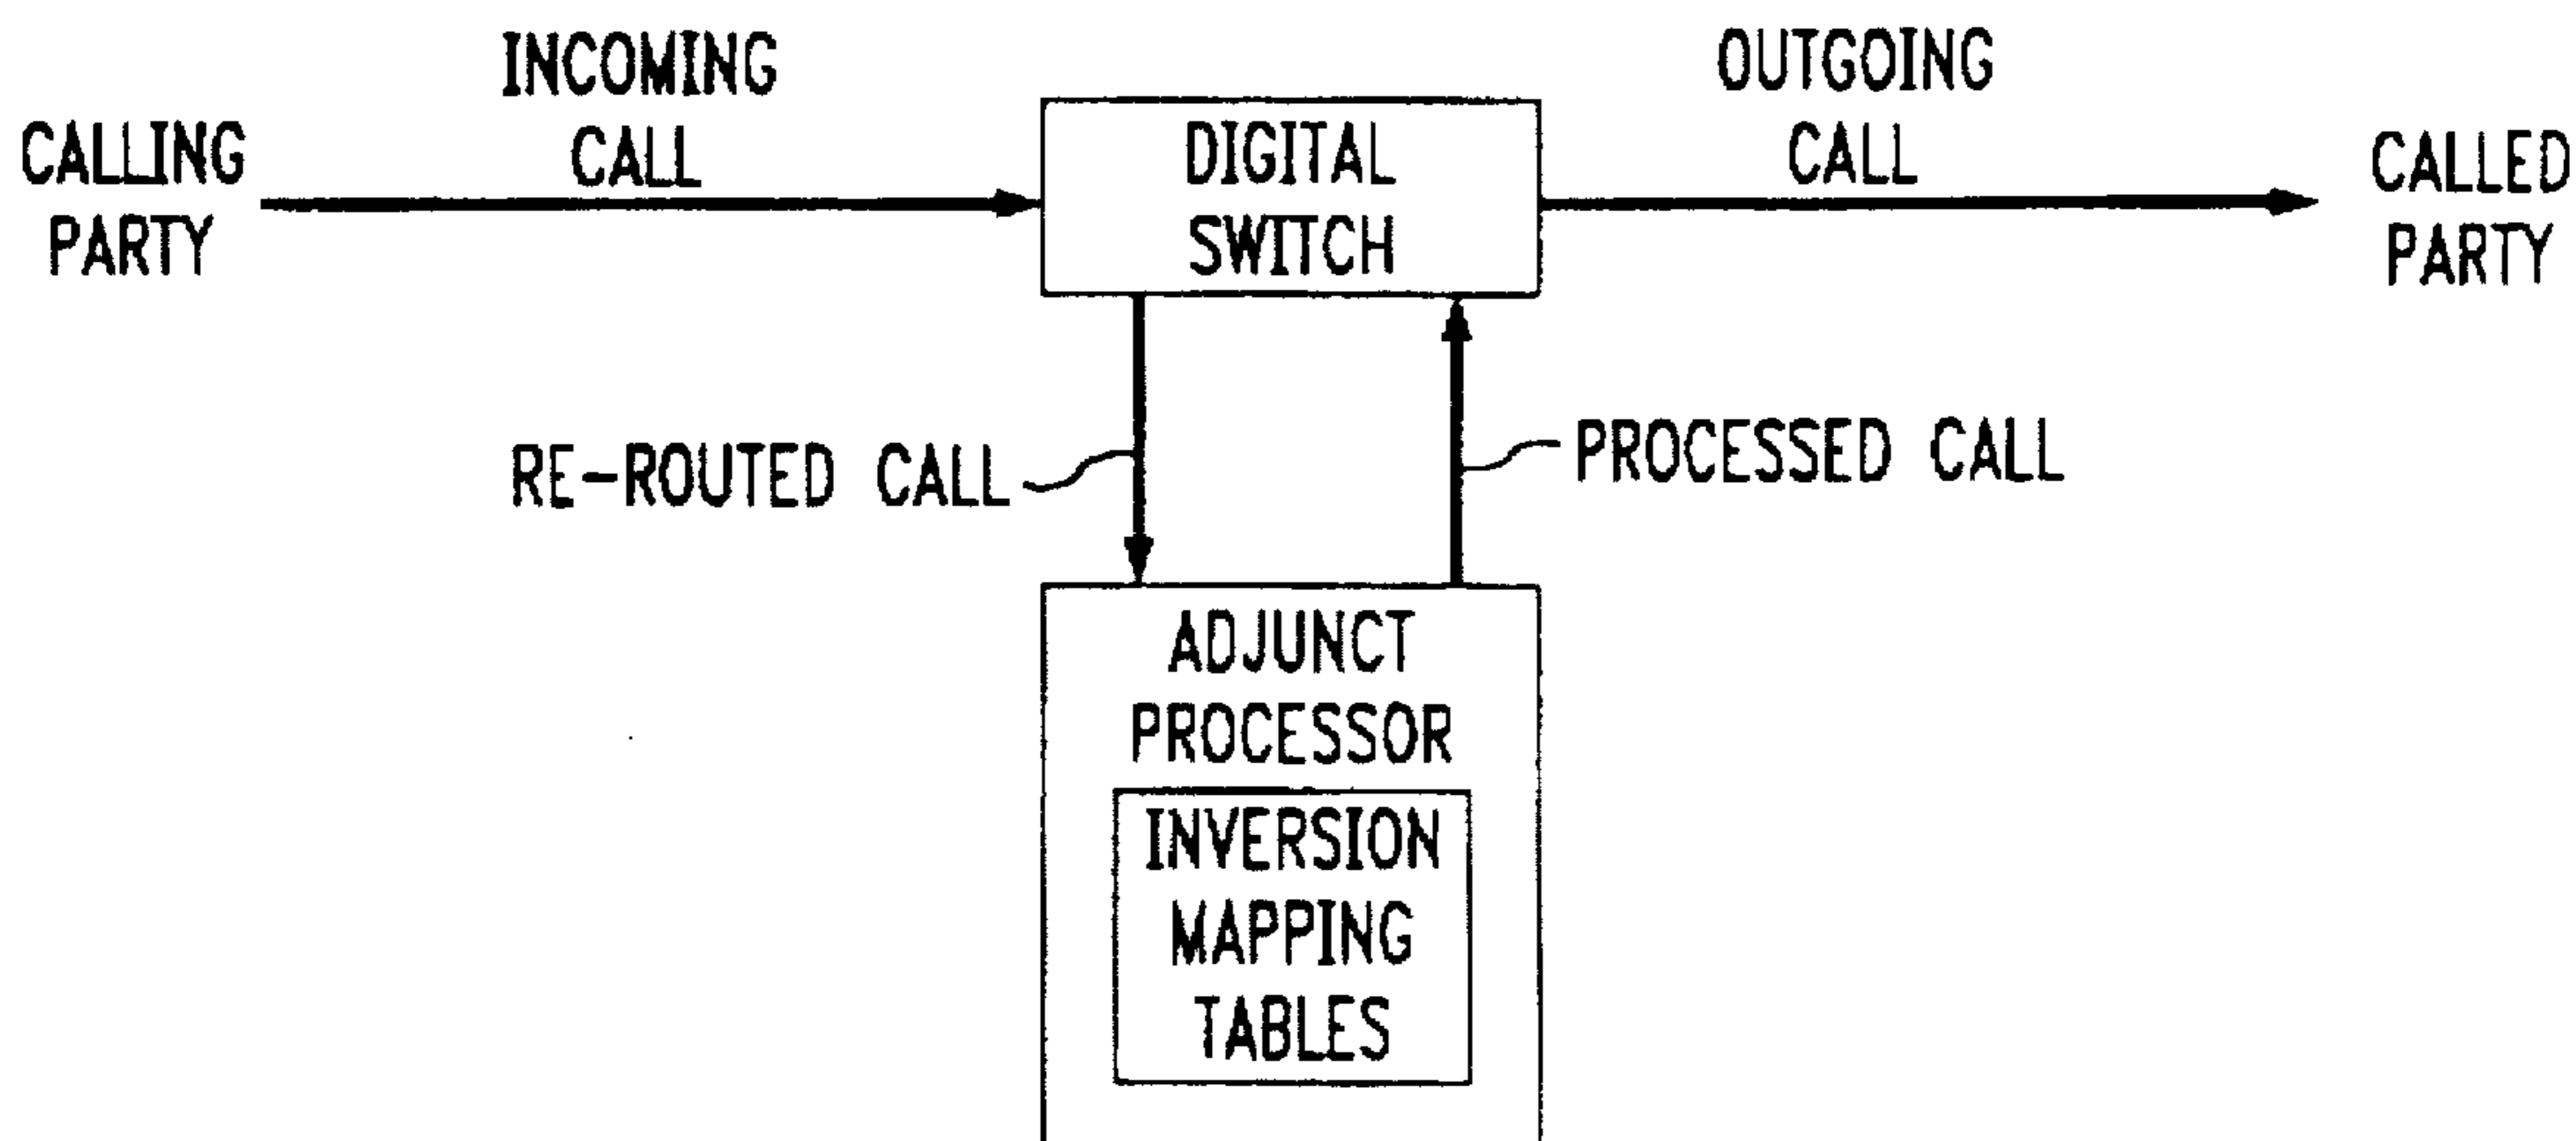 CALLING
PARTY
INCOMING
CALL
DIGITAL
SWITCH
OUTGOING
CALL
CALLED
PARTY
RE-ROUTED CALL
PROCESSED CALL
ADJUNCT
PROCESSOR
INVERSION
MAPPING
TABLES